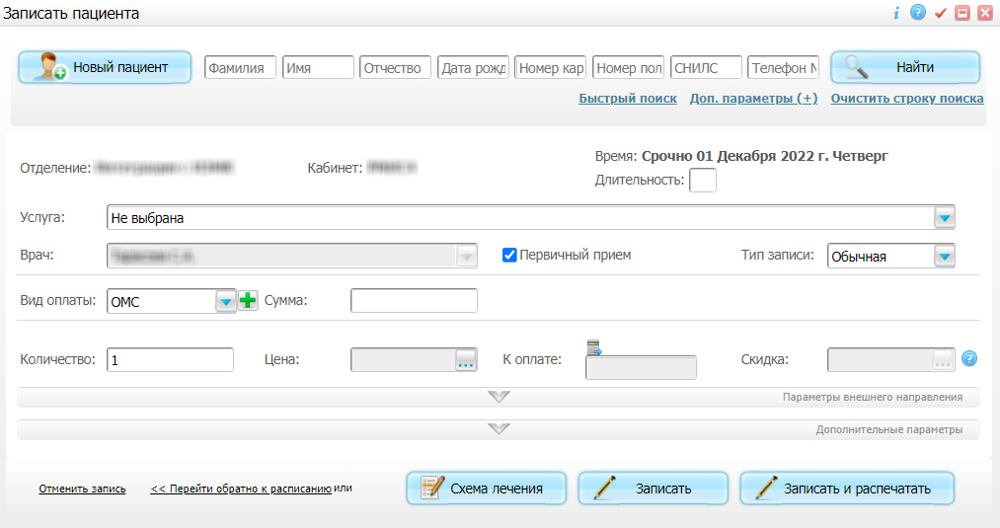 Записать пациента
Новый пациент Фамилия Имя Отчество Дата рожд Номер кар Номер пол СНИЛС Телефон N Найти
Быстрый поиск Доп. параметры (+) Очистить строку поиска
Отделение: Кабинет: Время: Срочно 01 Декабря 2022 г. Четверг
Длительность:
Услуга: Не выбрана
Врач: Первичный прием Тип записи: Обычная
Вид оплаты: ОМС Сумма:
Количество: 1 Цена: ... К оплате: Скидка: ...
Параметры внешнего направления
Дополнительные параметры
Отменить запись << Перейти обратно к расписанию или Схема лечения Записать Записать и распечатать